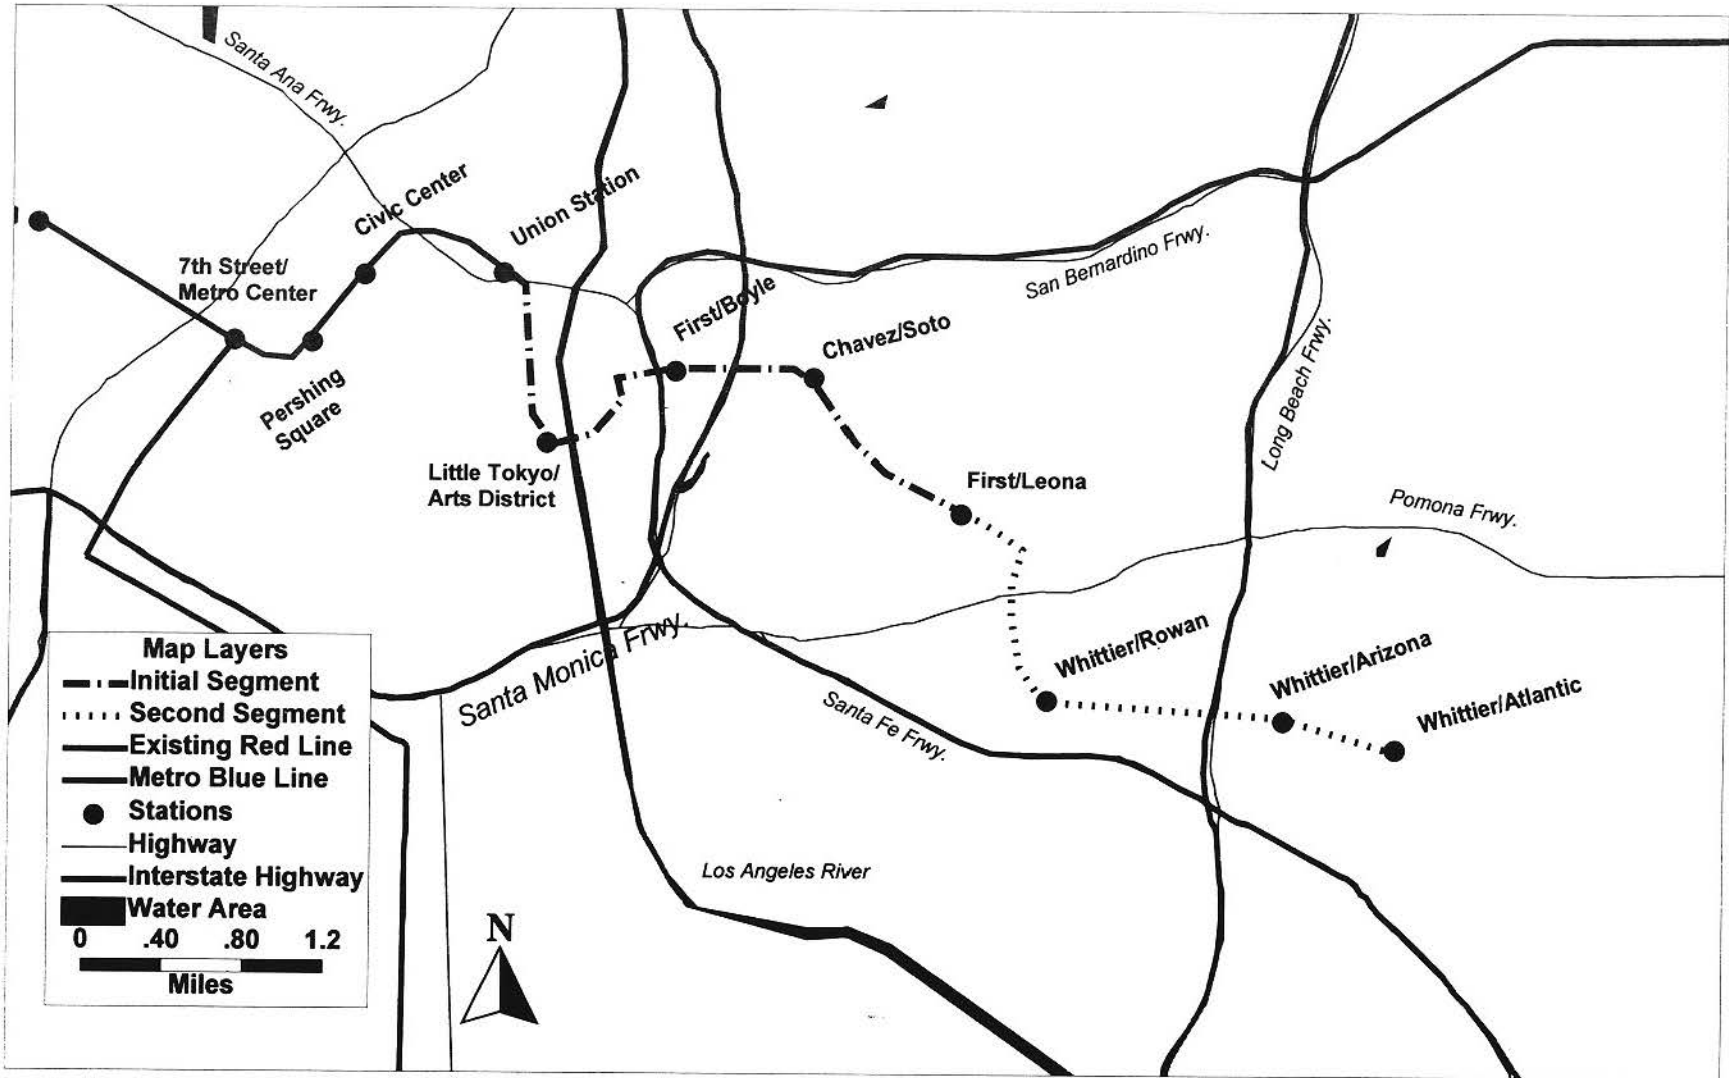 Santa Ana Frwy.
Civic Center
Union Station
7th Street/
Metro Center
San Bernardino Frwy.
First/Boyle
Chavez/Soto
Long Beach Frwy.
Pershing
Square
Little Tokyo/
Arts District
First/Leona
Pomona Frwy.
Santa Monica Frwy.
Whittier/Rowan
Whittier/Arizona
Whittier/Atlantic
Santa Fe Frwy.
Los Angeles River
Map Layers
Initial Segment
Second Segment
Existing Red Line
Metro Blue Line
Stations
Highway
Interstate Highway
Water Area
0 .40 .80 1.2
Miles
N